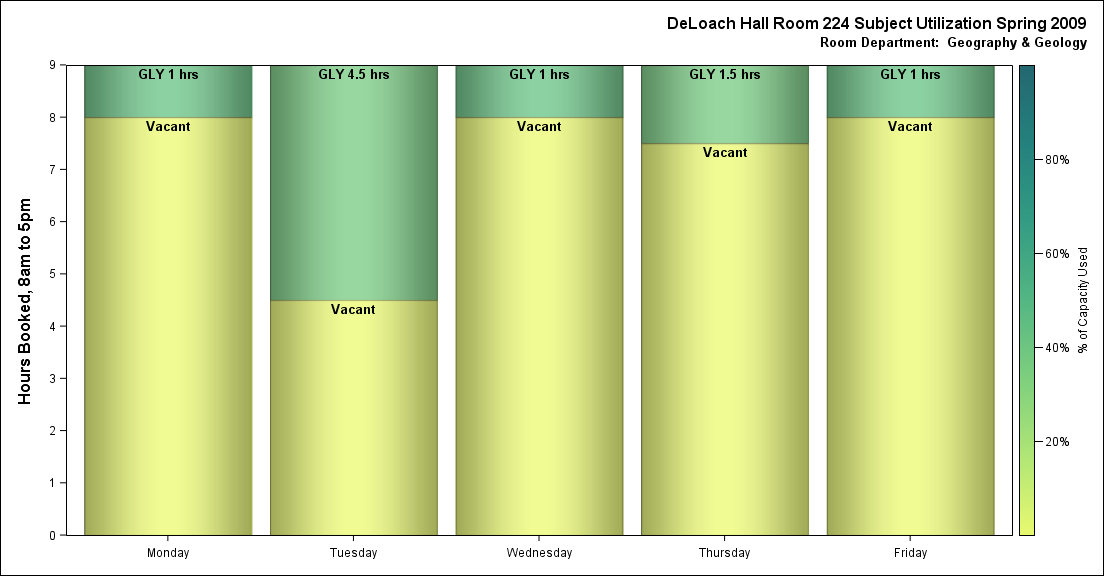 DeLoach Hall Room 224 Subject Utilization Spring 2009
Room Department: Geography & Geology
Hours Booked, 8am to 5pm
9
8
7
6
5
4
3
2
1
0
GLY 1 hrs
Vacant
GLY 4.5 hrs
Vacant
GLY 1 hrs
Vacant
GLY 1.5 hrs
Vacant
GLY 1 hrs
Vacant
Monday
Tuesday
Wednesday
Thursday
Friday
80%
60%
40%
20%
% of Capacity Used